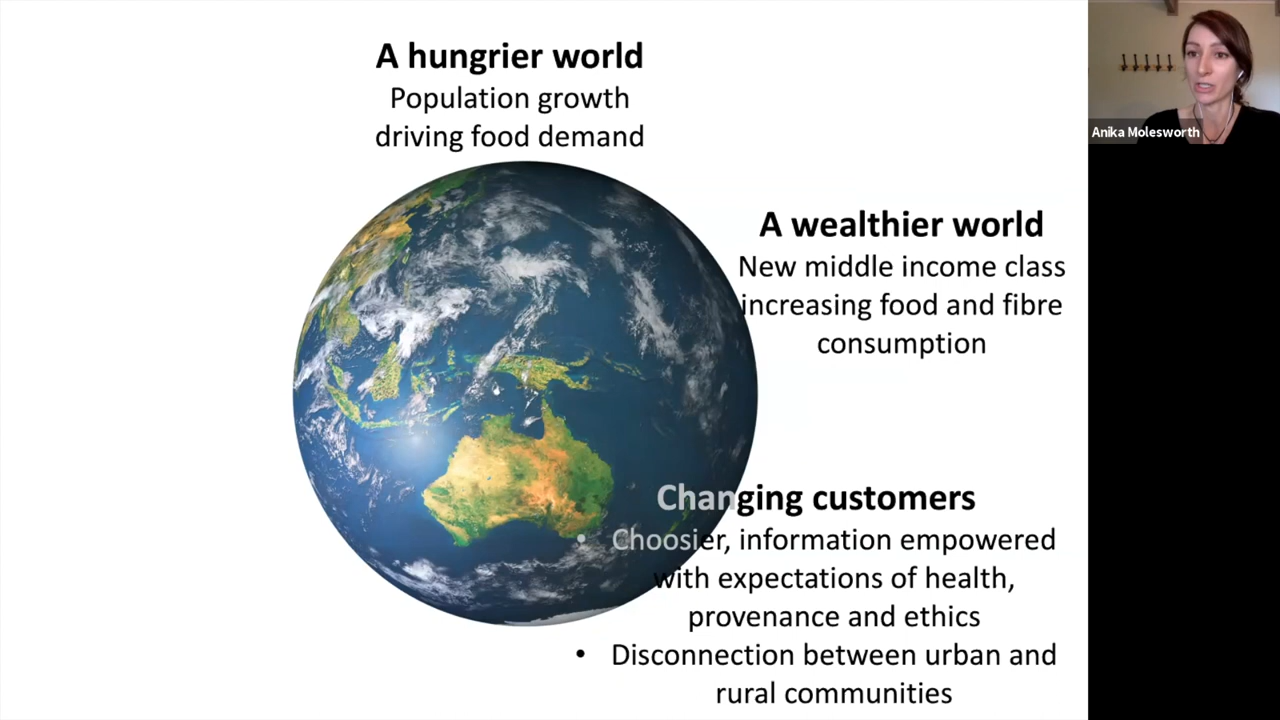 A hungrier world
Population growth
driving food demand
Anika Molesworth
A wealthier world
New middle income class
increasing food and fibre
consumption
Changing customers
• Choosier, information empowered
with expectations of health,
provenance and ethics
• Disconnection between urban and
rural communities